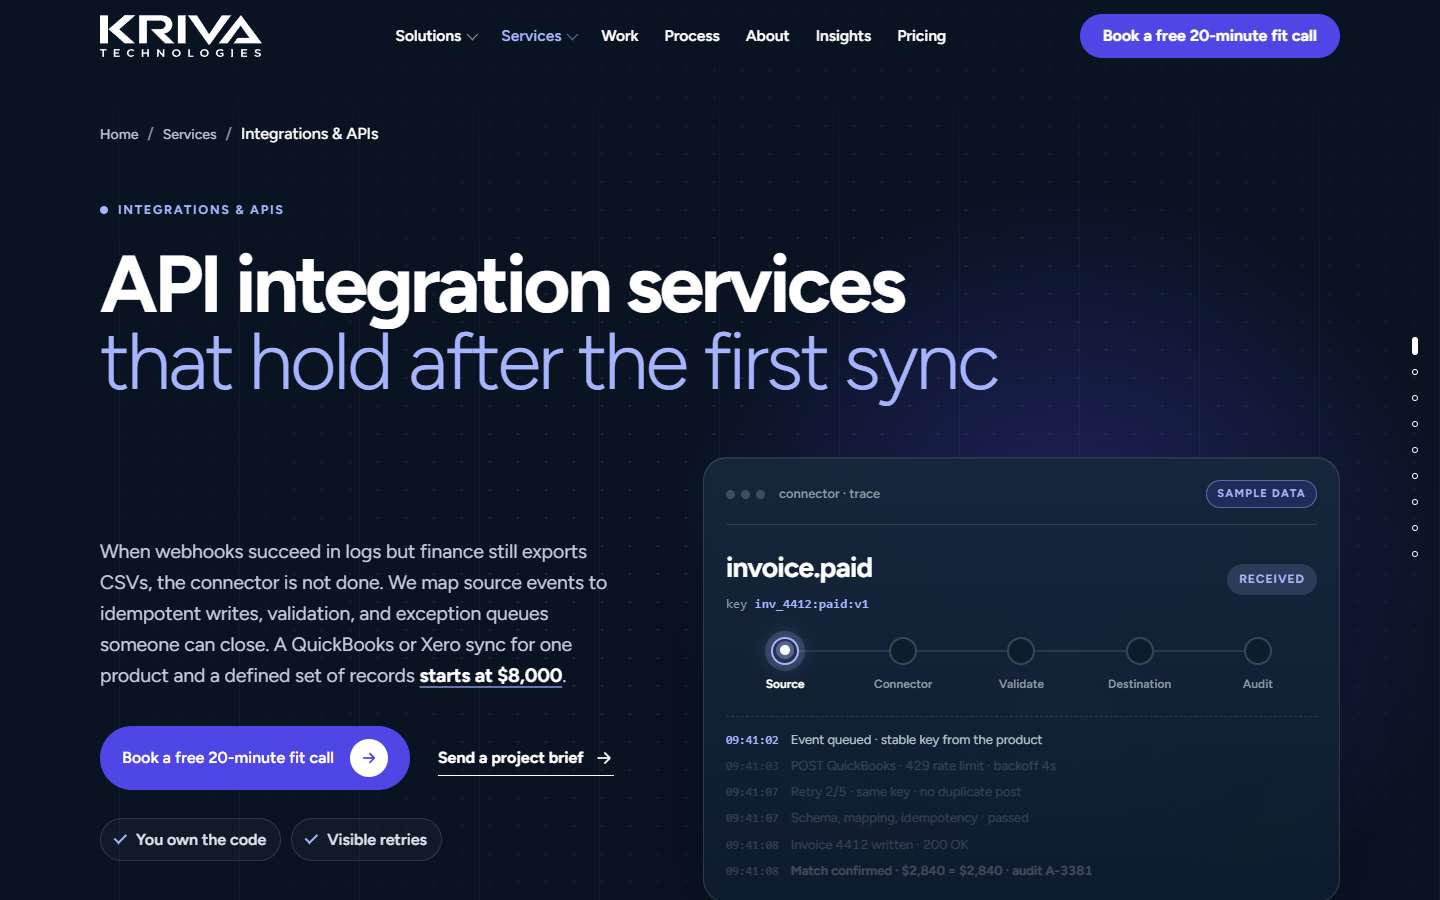 KRIVA
TECHNOLOGIES
Solutions
Services
Work
Process
About
Insights
Pricing
Book a free 20-minute fit call
Home / Services / Integrations & APIs
INTEGRATIONS & APIS
API integration services
that hold after the first sync
When webhooks succeed in logs but finance still exports
CSVs, the connector is not done. We map source events to
idempotent writes, validation, and exception queues
someone can close. A QuickBooks or Xero sync for one
product and a defined set of records starts at $8,000.
Book a free 20-minute fit call
Send a project brief
You own the code
Visible retries
connector · trace
SAMPLE DATA
invoice.paid
RECEIVED
key inv_4412:paid:v1
Source
Connector
Validate
Destination
Audit
09:41:02 Event queued · stable key from the product
09:41:03 POST QuickBooks · 429 rate limit · backoff 4s
09:41:07 Retry 2/5 · same key · no duplicate post
09:41:07 Schema, mapping, idempotency · passed
09:41:08 Invoice 4412 written · 200 OK
09:41:08 Match confirmed · $2,840 = $2,840 · audit A-3381